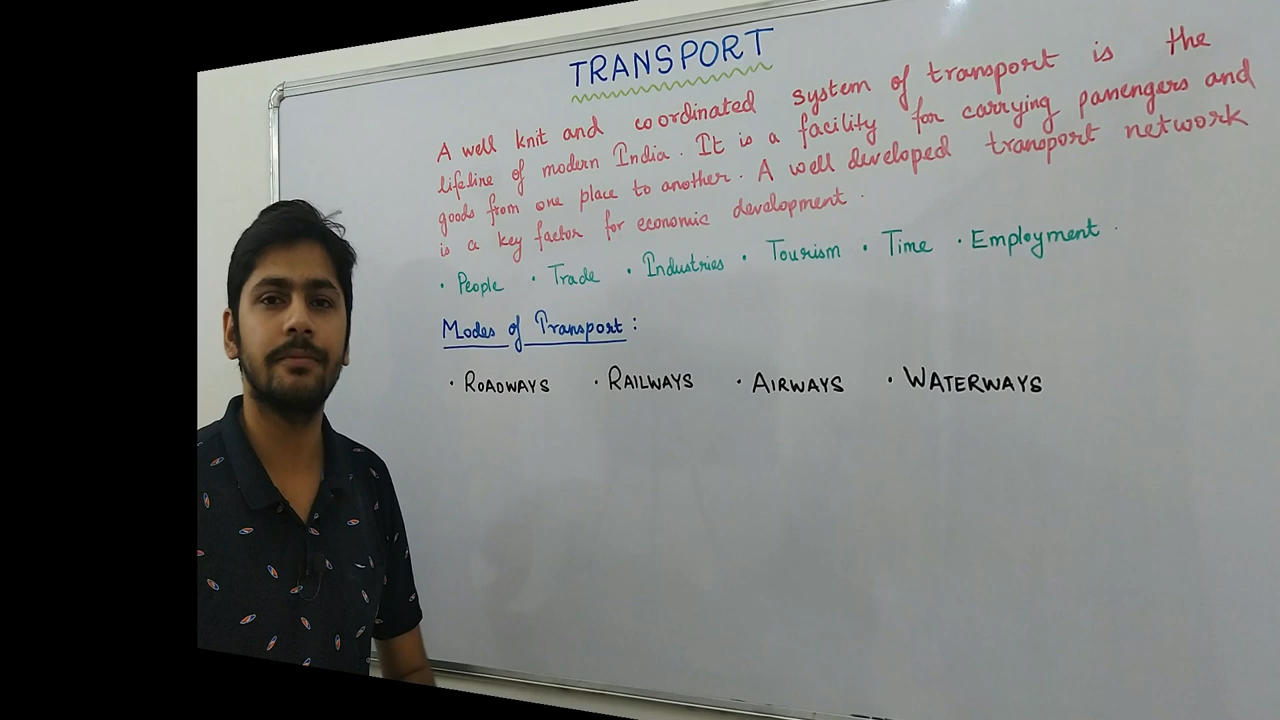 TRANSPORT
A well knit and coordinated system of transport is the
lifeline of modern India. It is a facility for carrying passengers and
goods from one place to another. A well developed transport network
is a key factor for economic development.
· People · Trade · Industries · Tourism · Time · Employment.
Modes of Transport:
· ROADWAYS · RAILWAYS · AIRWAYS · WATERWAYS